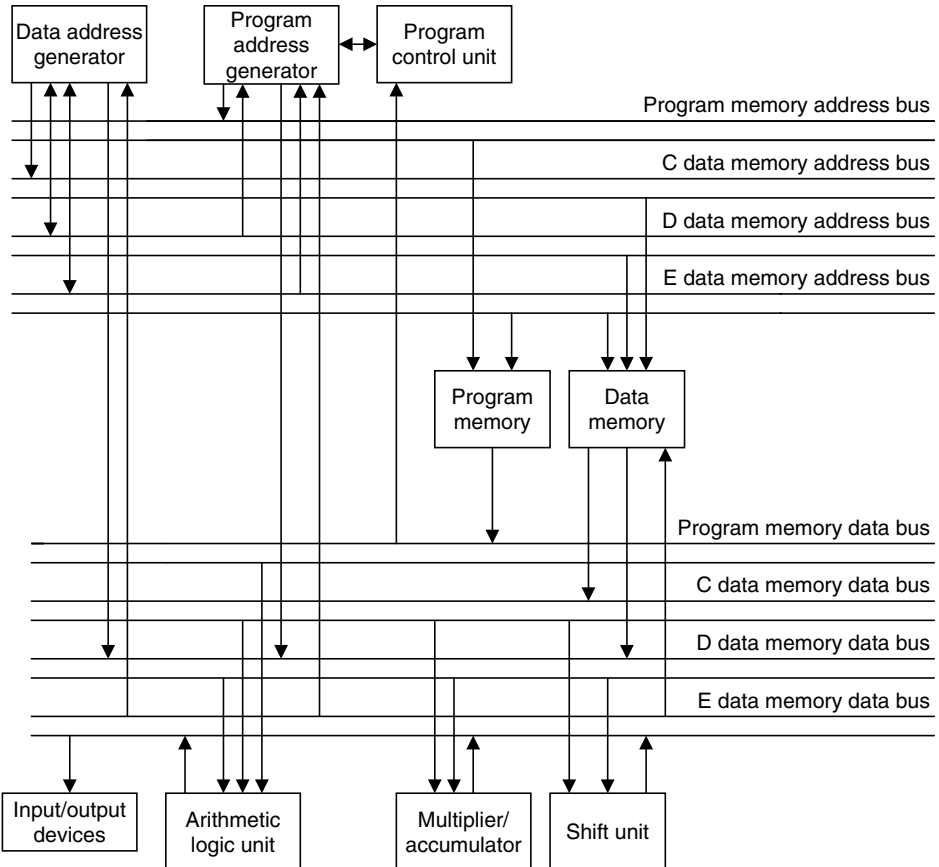 Data address
generator
Program
address
generator
Program
control unit
Program memory address bus
C data memory address bus
D data memory address bus
E data memory address bus
Program
memory
Data
memory
Program memory data bus
C data memory data bus
D data memory data bus
E data memory data bus
Input/output
devices
Arithmetic
logic unit
Multiplier/
accumulator
Shift unit